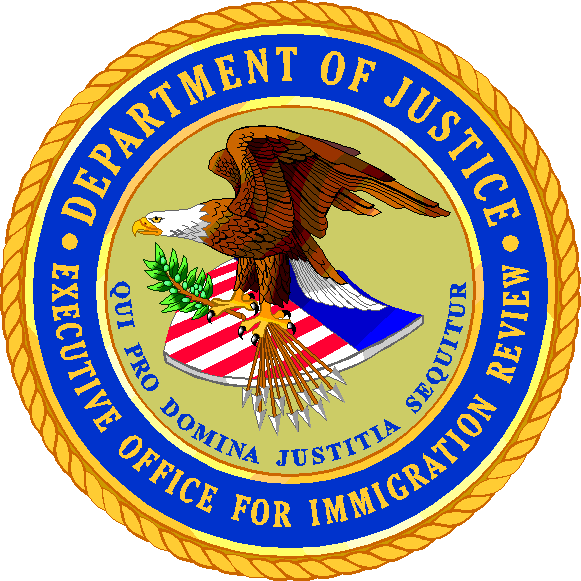 DEPARTMENT OF JUSTICE
EXECUTIVE OFFICE FOR IMMIGRATION REVIEW
QUI PRO DOMINA JUSTITIA SEQUITUR